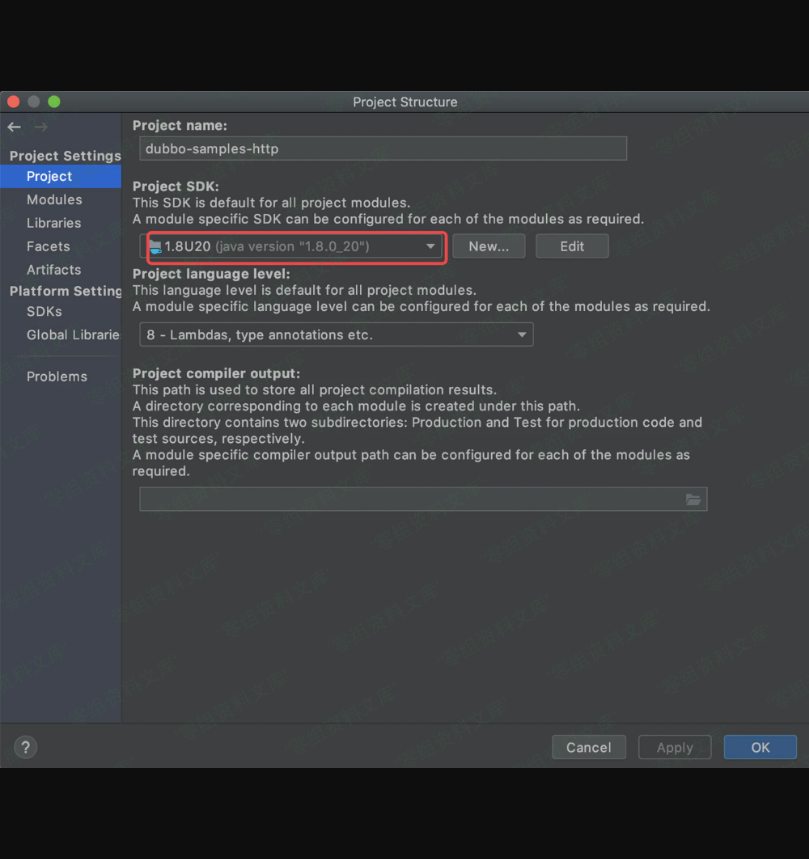 Project Structure
Project name:
dubbo-samples-http
Project Settings
Project
Modules
Libraries
Facets
Artifacts
Platform Setting
SDKs
Global Librarie
Problems
Project SDK:
This SDK is default for all project modules.
A module specific SDK can be configured for each of the modules as required.
1.8U20 (java version "1.8.0_20")
New...
Edit
Project language level:
This language level is default for all project modules.
A module specific language level can be configured for each of the modules as required.
8 - Lambdas, type annotations etc.
Project compiler output:
This path is used to store all project compilation results.
A directory corresponding to each module is created under this path.
This directory contains two subdirectories: Production and Test for production code and
test sources, respectively.
A module specific compiler output path can be configured for each of the modules as
required.
?
Cancel
Apply
OK